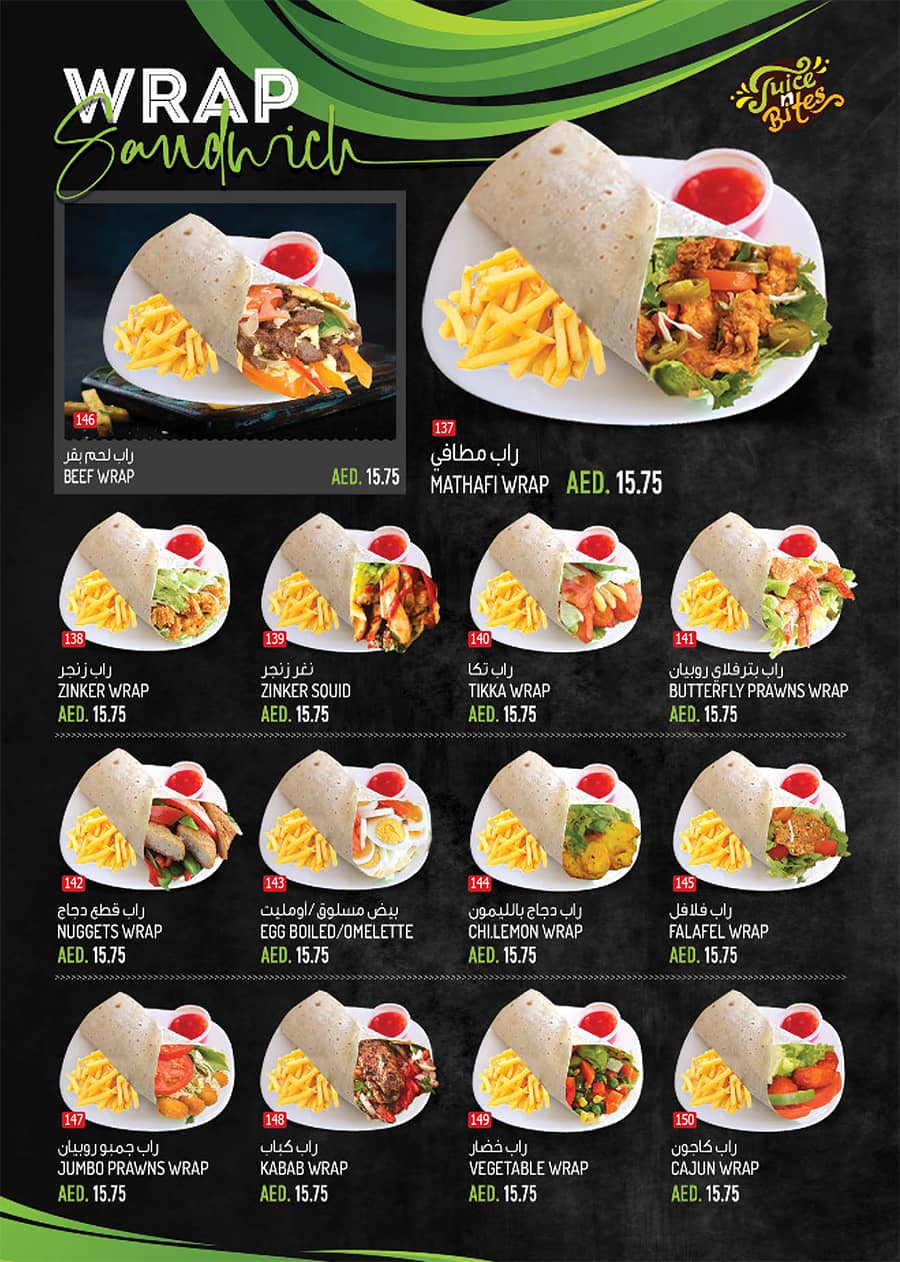 WRAP
Sandwich
Juice
n
Bites
146
راب لحم بقر
BEEF WRAP
AED. 15.75
137
راب مطافي
MATHAFI WRAP AED. 15.75
138
راب زنجر
ZINKER WRAP
AED. 15.75
139
نغر زنجر
ZINKER SQUID
AED. 15.75
140
راب تكا
TIKKA WRAP
AED. 15.75
141
راب بترفلاي روبيان
BUTTERFLY PRAWNS WRAP
AED. 15.75
142
راب قطع دجاج
NUGGETS WRAP
AED. 15.75
143
بيض مسلوق/أومليت
EGG BOILED/OMELETTE
AED. 15.75
144
راب دجاج بالليمون
CHI.LEMON WRAP
AED. 15.75
145
راب فلافل
FALAFEL WRAP
AED. 15.75
147
راب جمبو روبيان
JUMBO PRAWNS WRAP
AED. 15.75
148
راب كباب
KABAB WRAP
AED. 15.75
149
راب خضار
VEGETABLE WRAP
AED. 15.75
150
راب كاجون
CAJUN WRAP
AED. 15.75